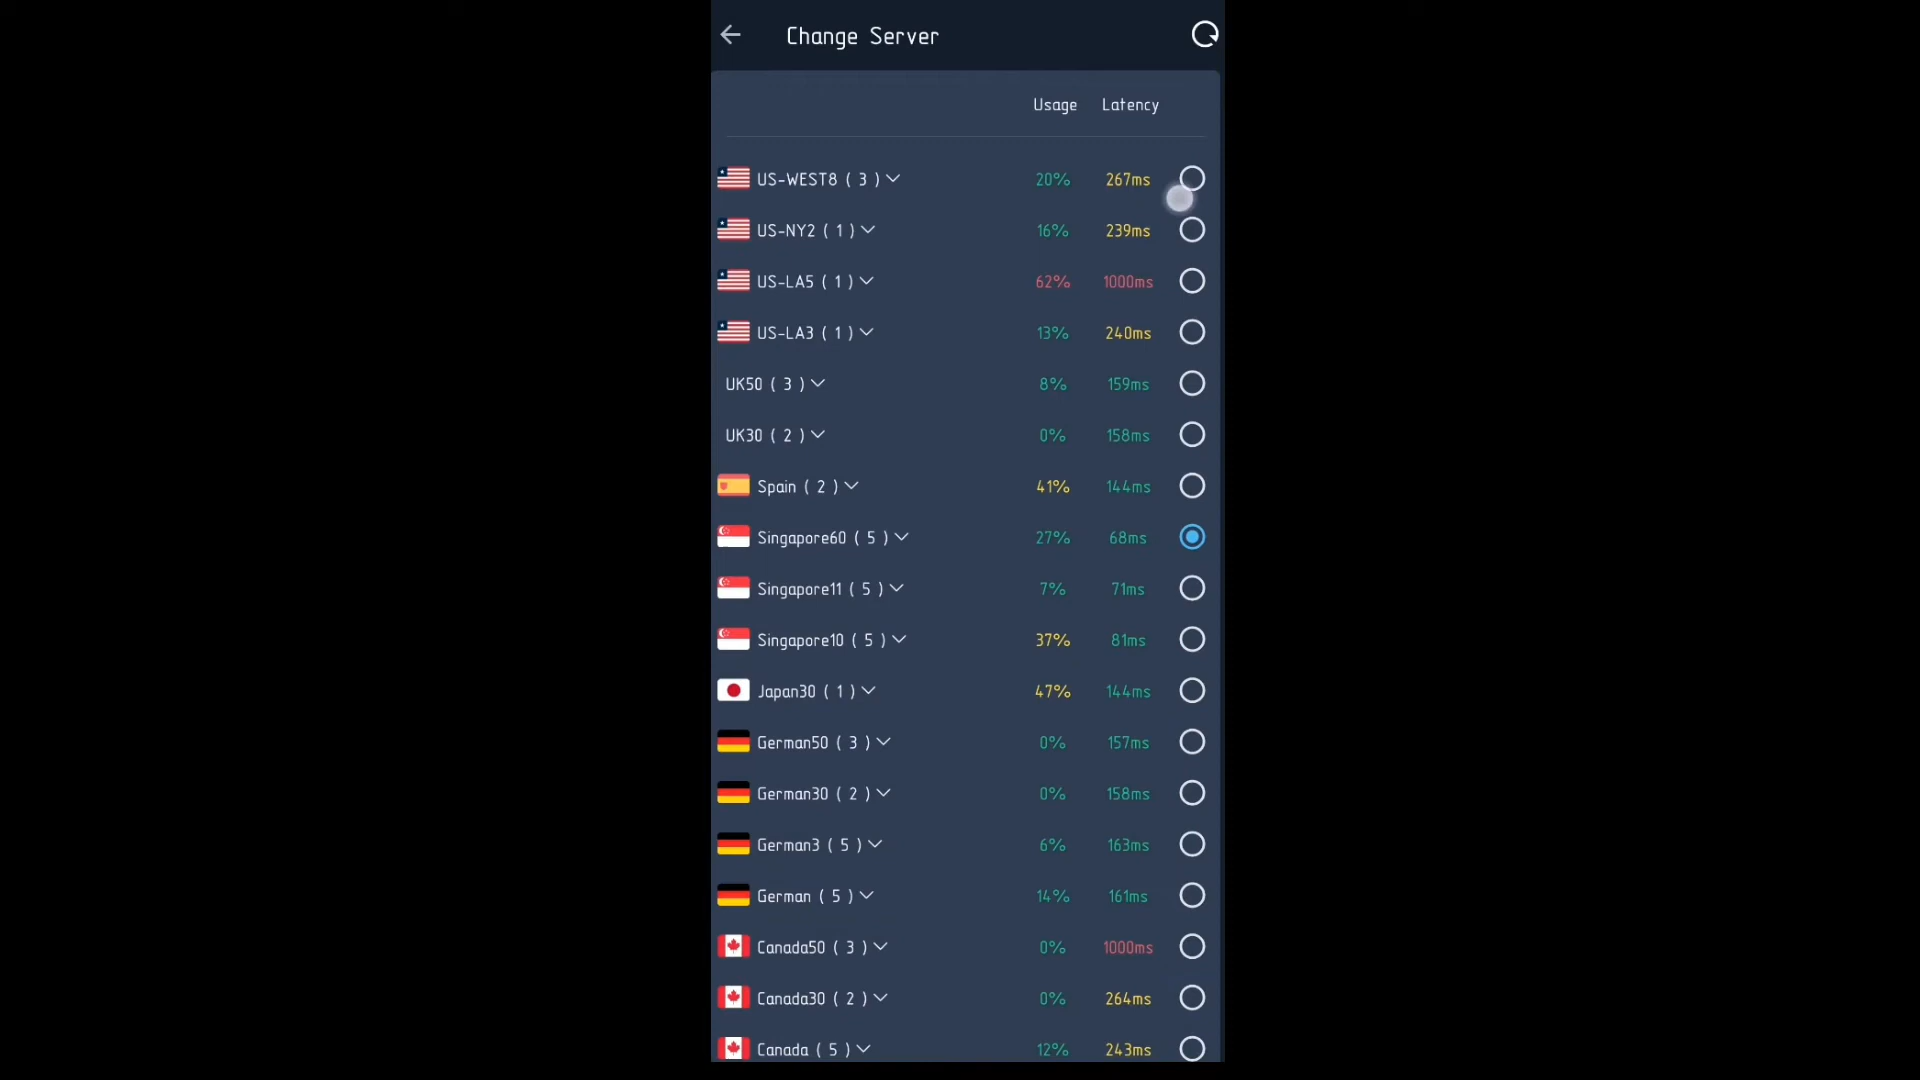 Change Server
Usage Latency
US-WEST8 ( 3 ) 20% 267ms
US-NY2 ( 1 ) 16% 239ms
US-LA5 ( 1 ) 62% 1000ms
US-LA3 ( 1 ) 13% 240ms
UK50 ( 3 ) 8% 159ms
UK30 ( 2 ) 0% 158ms
Spain ( 2 ) 41% 144ms
Singapore60 ( 5 ) 27% 68ms
Singapore11 ( 5 ) 7% 71ms
Singapore10 ( 5 ) 37% 81ms
Japan30 ( 1 ) 47% 144ms
German50 ( 3 ) 0% 157ms
German30 ( 2 ) 0% 158ms
German3 ( 5 ) 6% 163ms
German ( 5 ) 14% 161ms
Canada50 ( 3 ) 0% 1000ms
Canada30 ( 2 ) 0% 264ms
Canada ( 5 ) 12% 243ms